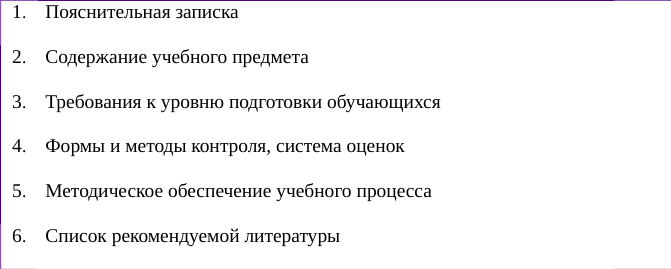 1. Пояснительная записка
2. Содержание учебного предмета
3. Требования к уровню подготовки обучающихся
4. Формы и методы контроля, система оценок
5. Методическое обеспечение учебного процесса
6. Список рекомендуемой литературы